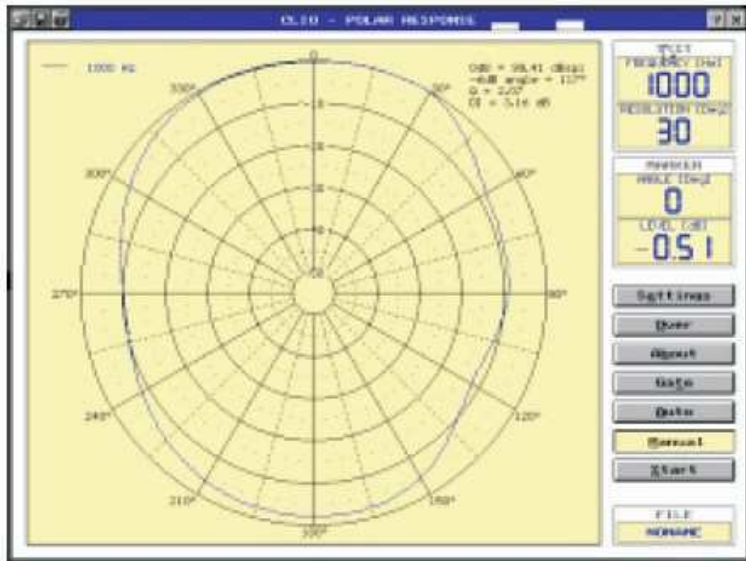 CLIO - POLAR RESPONSE
? X
1000 Hz
0
330°
30°
300°
60°
270°
90°
240°
120°
210°
150°
180°
FREQUENCY [Hz]
1000
RESOLUTION [Deg]
30
MARKER
ANGLE [Deg]
0
LEVEL [dB]
-0.51
Settings
Over
About
Goto
Auto
Manual
Start
FILE
NONAME